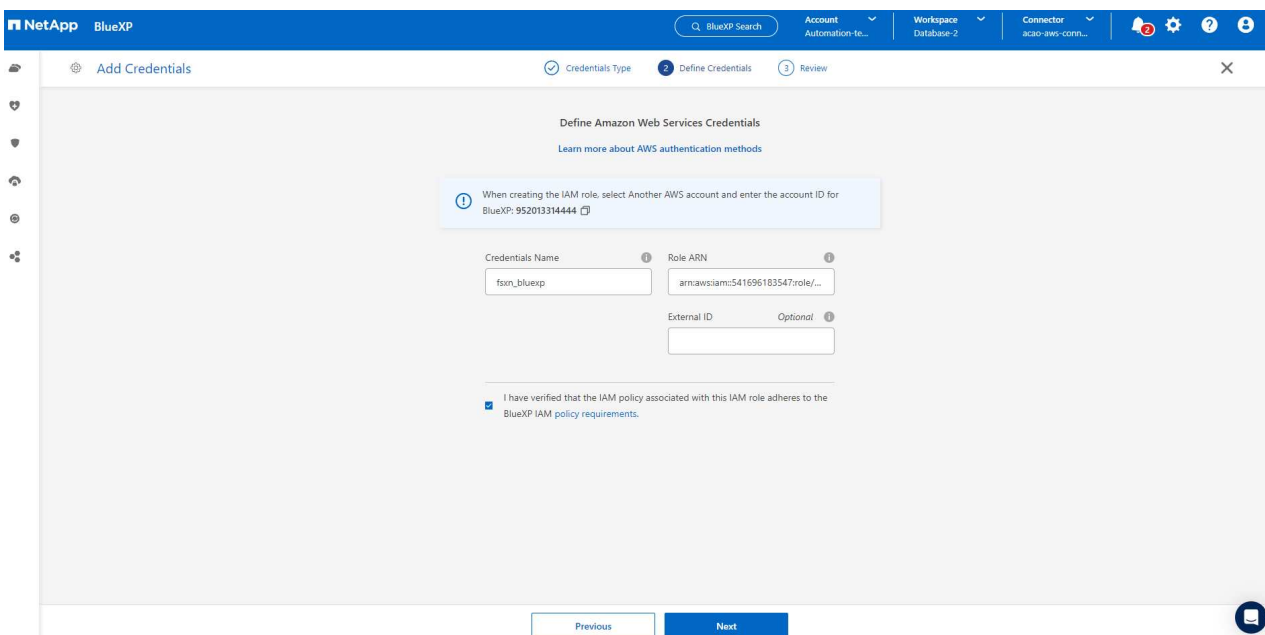 NetApp BlueXP
BlueXP Search
Account
Automation-te...
Workspace
Database-2
Connector
acao-aws-conn...
2
Add Credentials
Credentials Type
2 Define Credentials
3 Review
Define Amazon Web Services Credentials
Learn more about AWS authentication methods
When creating the IAM role, select Another AWS account and enter the account ID for
BlueXP: 952013314444
Credentials Name
Role ARN
fsxn_bluexp
arn:aws:iam::541696183547:role/...
External ID
Optional
I have verified that the IAM policy associated with this IAM role adheres to the
BlueXP IAM policy requirements.
Previous
Next